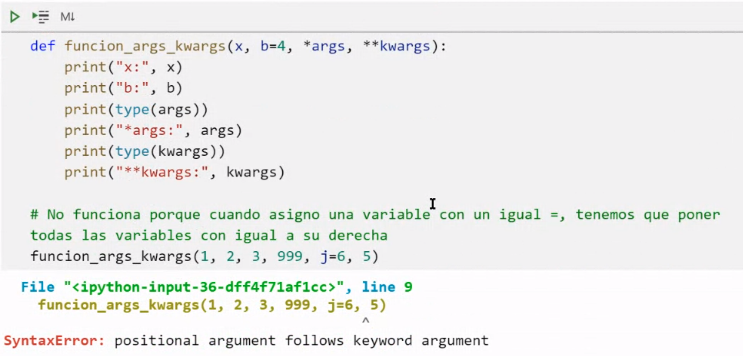 M↓
def funcion_args_kwargs(x, b=4, *args, **kwargs):
    print("x:", x)
    print("b:", b)
    print(type(args))
    print("*args:", args)
    print(type(kwargs))
    print("**kwargs:", kwargs)
# No funciona porque cuando asigno una variable con un igual =, tenemos que poner
todas las variables con igual a su derecha
funcion_args_kwargs(1, 2, 3, 999, j=6, 5)
  File "<ipython-input-36-dff4f71af1cc>", line 9
    funcion_args_kwargs(1, 2, 3, 999, j=6, 5)
                                          ^
SyntaxError: positional argument follows keyword argument